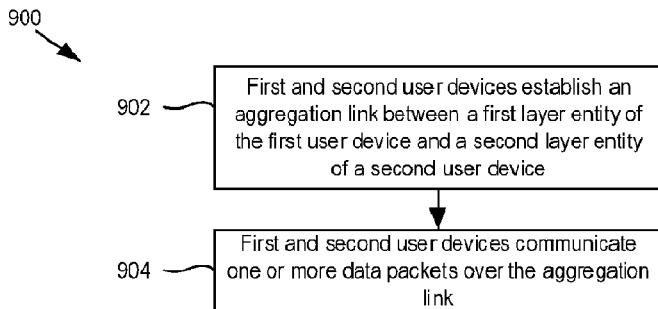 900
902
First and second user devices establish an
aggregation link between a first layer entity of
the first user device and a second layer entity
of a second user device
904
First and second user devices communicate
one or more data packets over the aggregation
link